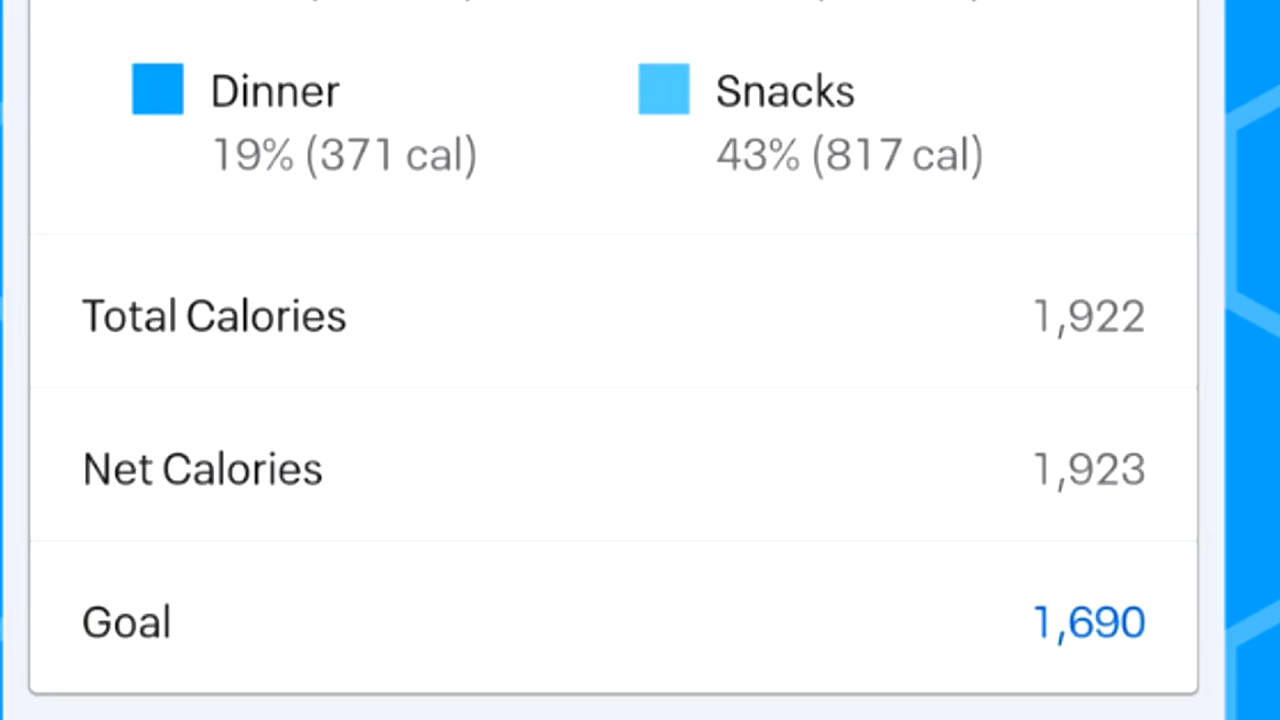 Dinner Snacks
19% (371 cal) 43% (817 cal)
Total Calories 1,922
Net Calories 1,923
Goal 1,690